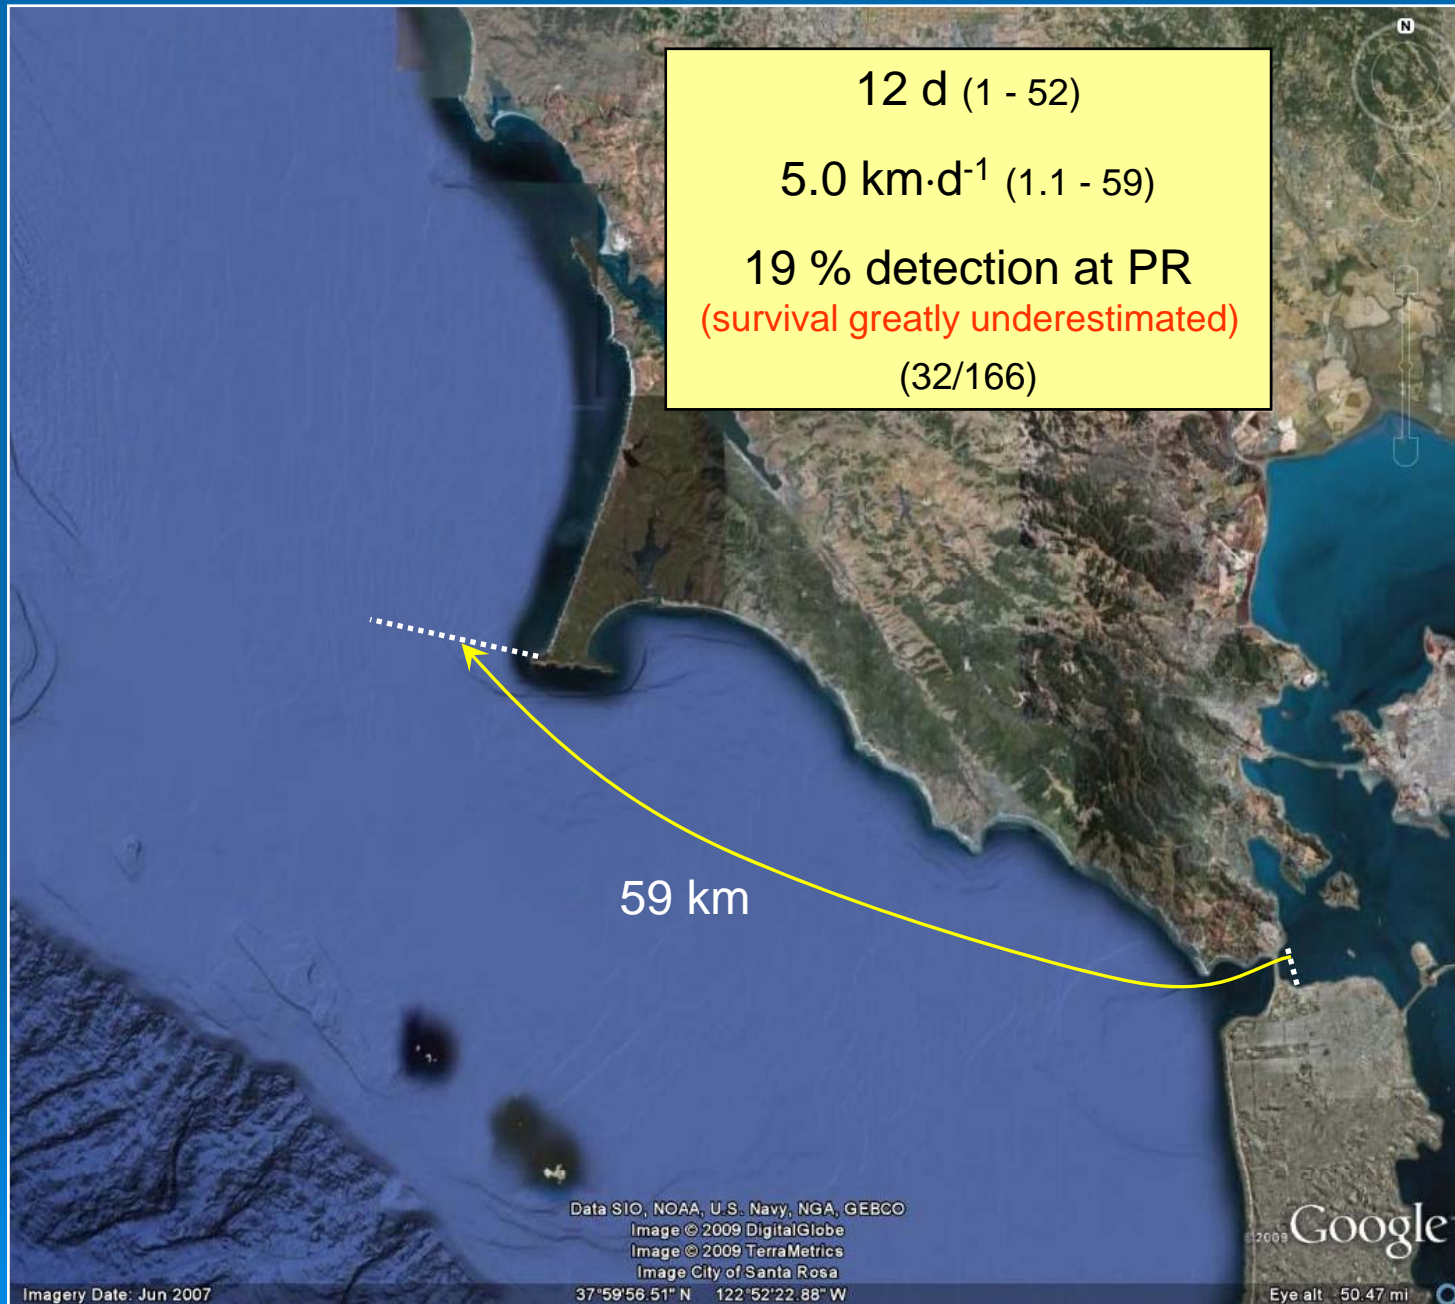 N
12 d (1 - 52)
5.0 km·d⁻¹ (1.1 - 59)
19 % detection at PR
(survival greatly underestimated)
(32/166)
59 km
Data SIO, NOAA, U.S. Navy, NGA, GEBCO
Image © 2009 DigitalGlobe
Image © 2009 TerraMetrics
Image City of Santa Rosa
©2009 Google
Imagery Date: Jun 2007
37°59'56.51" N 122°52'22.88" W
Eye alt 50.47 mi